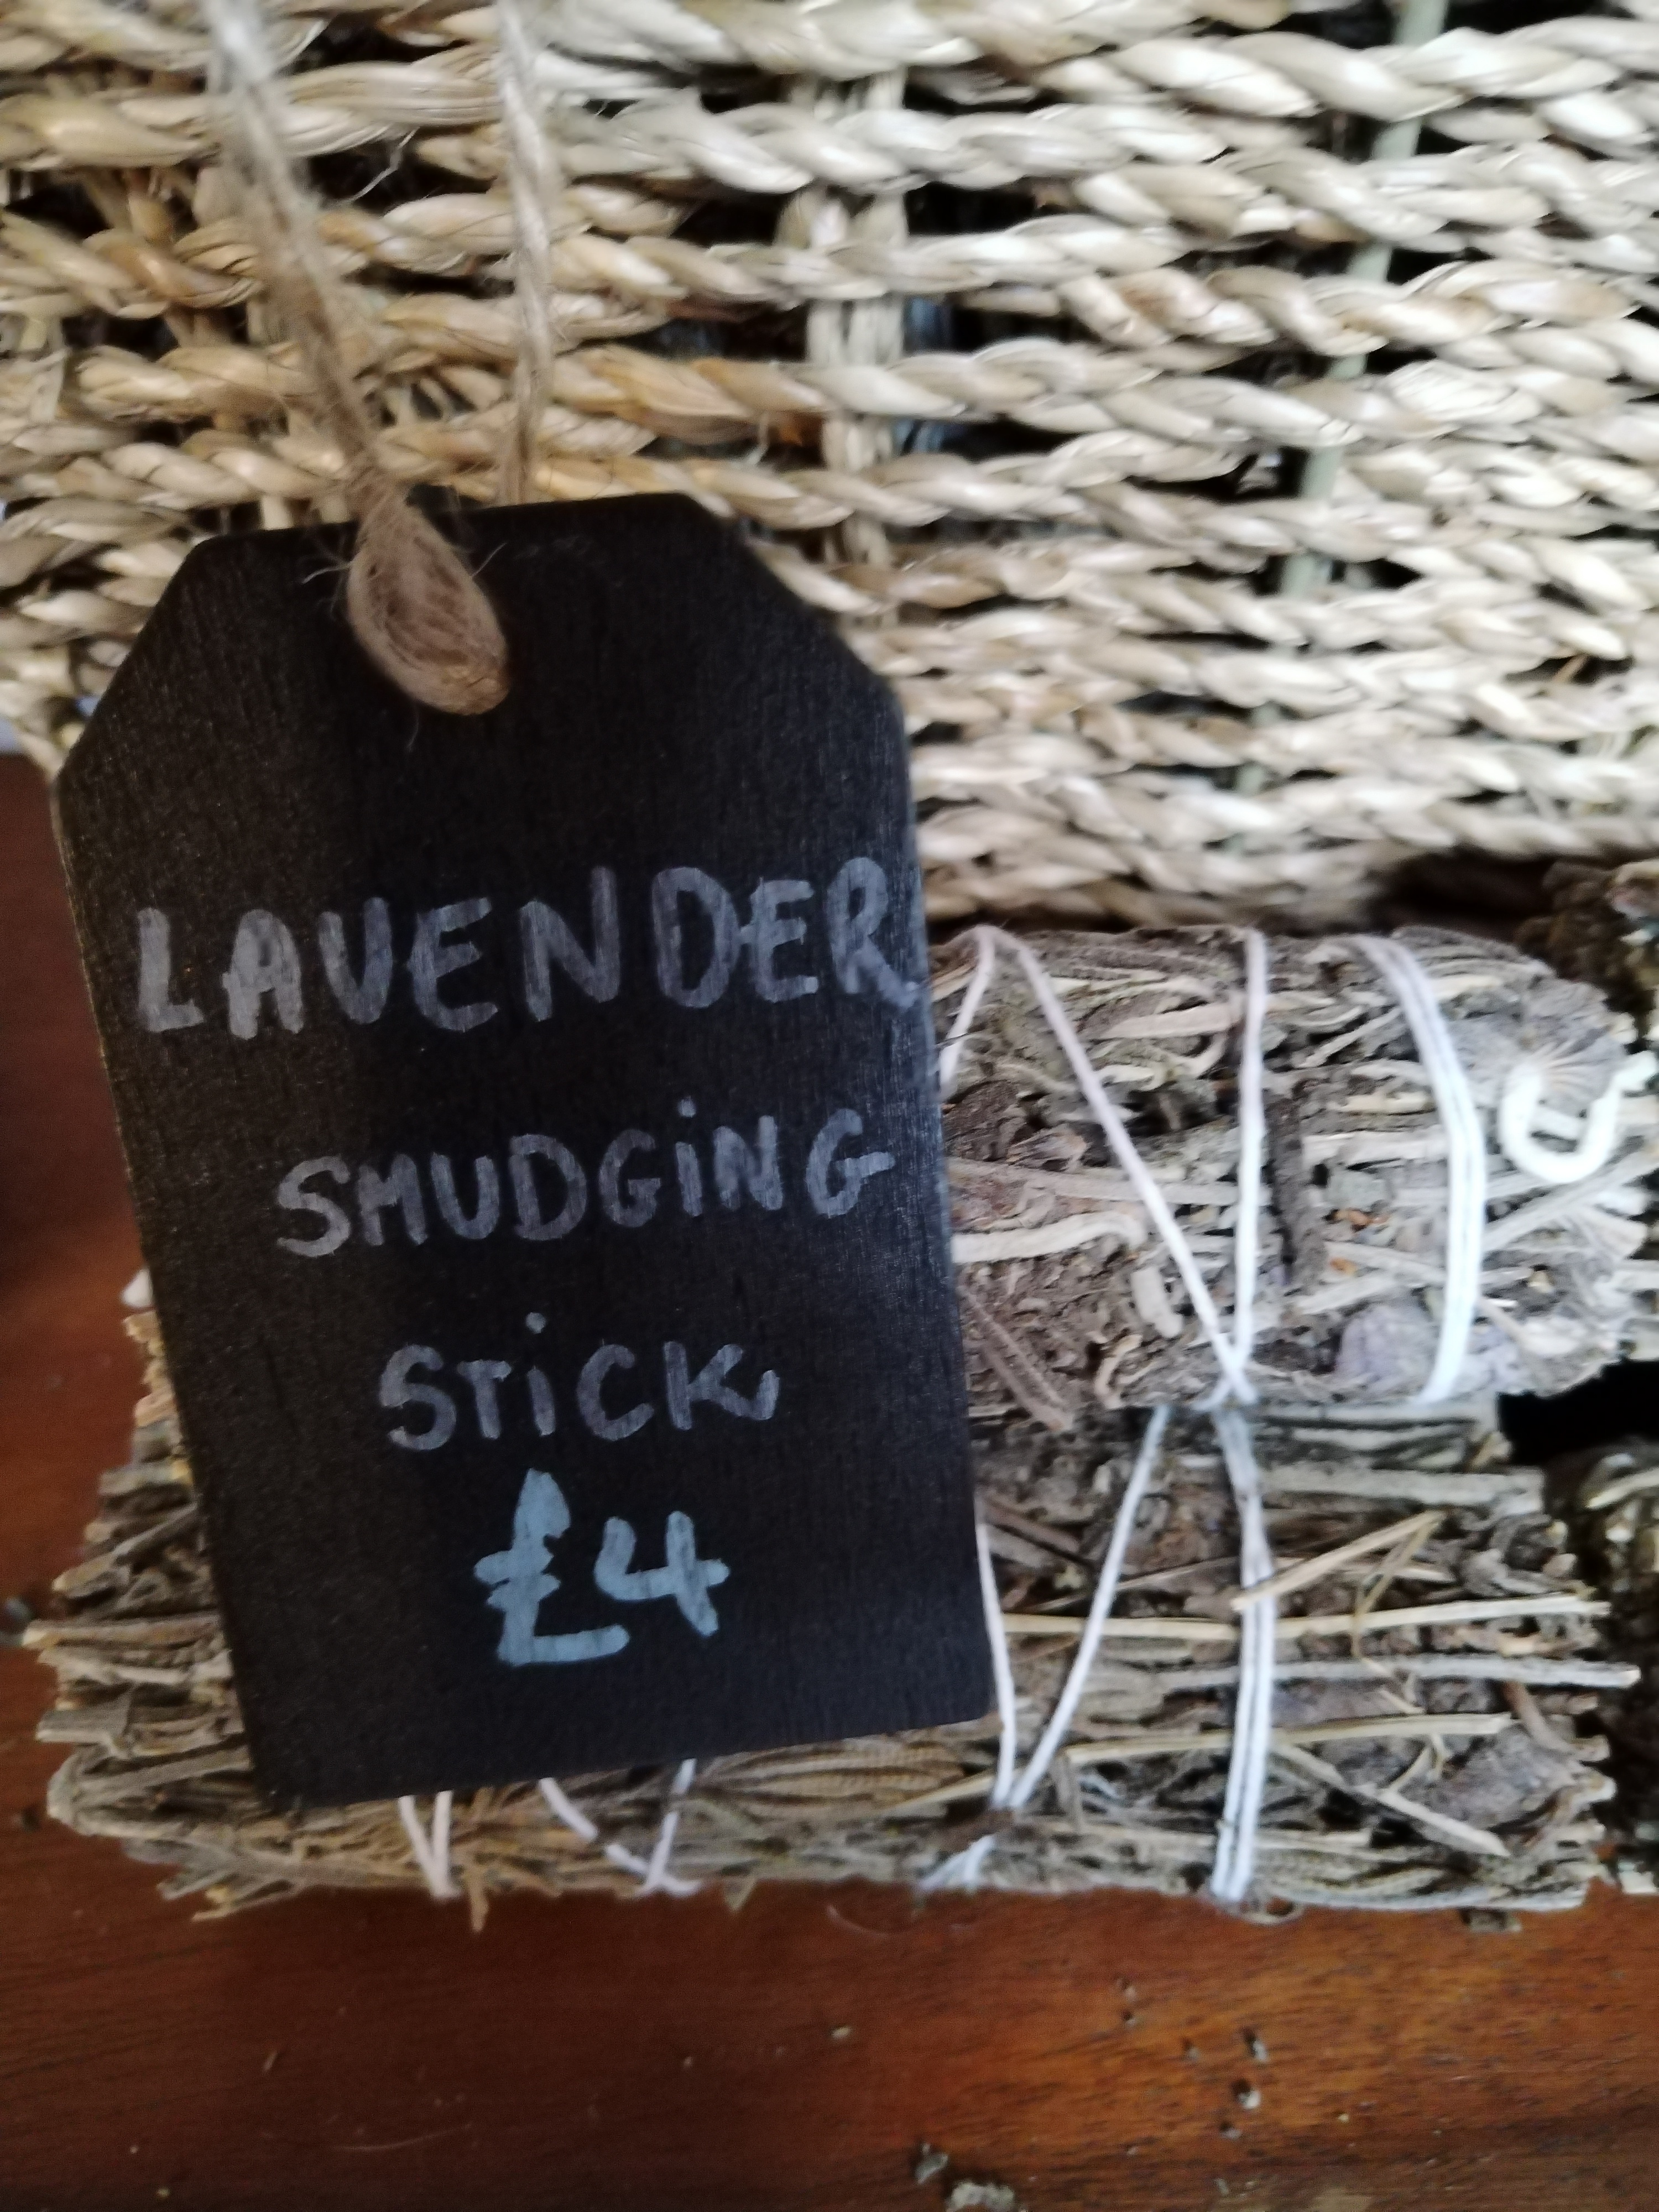 LAVENDER
SMUDGiNG
STiCK
£4